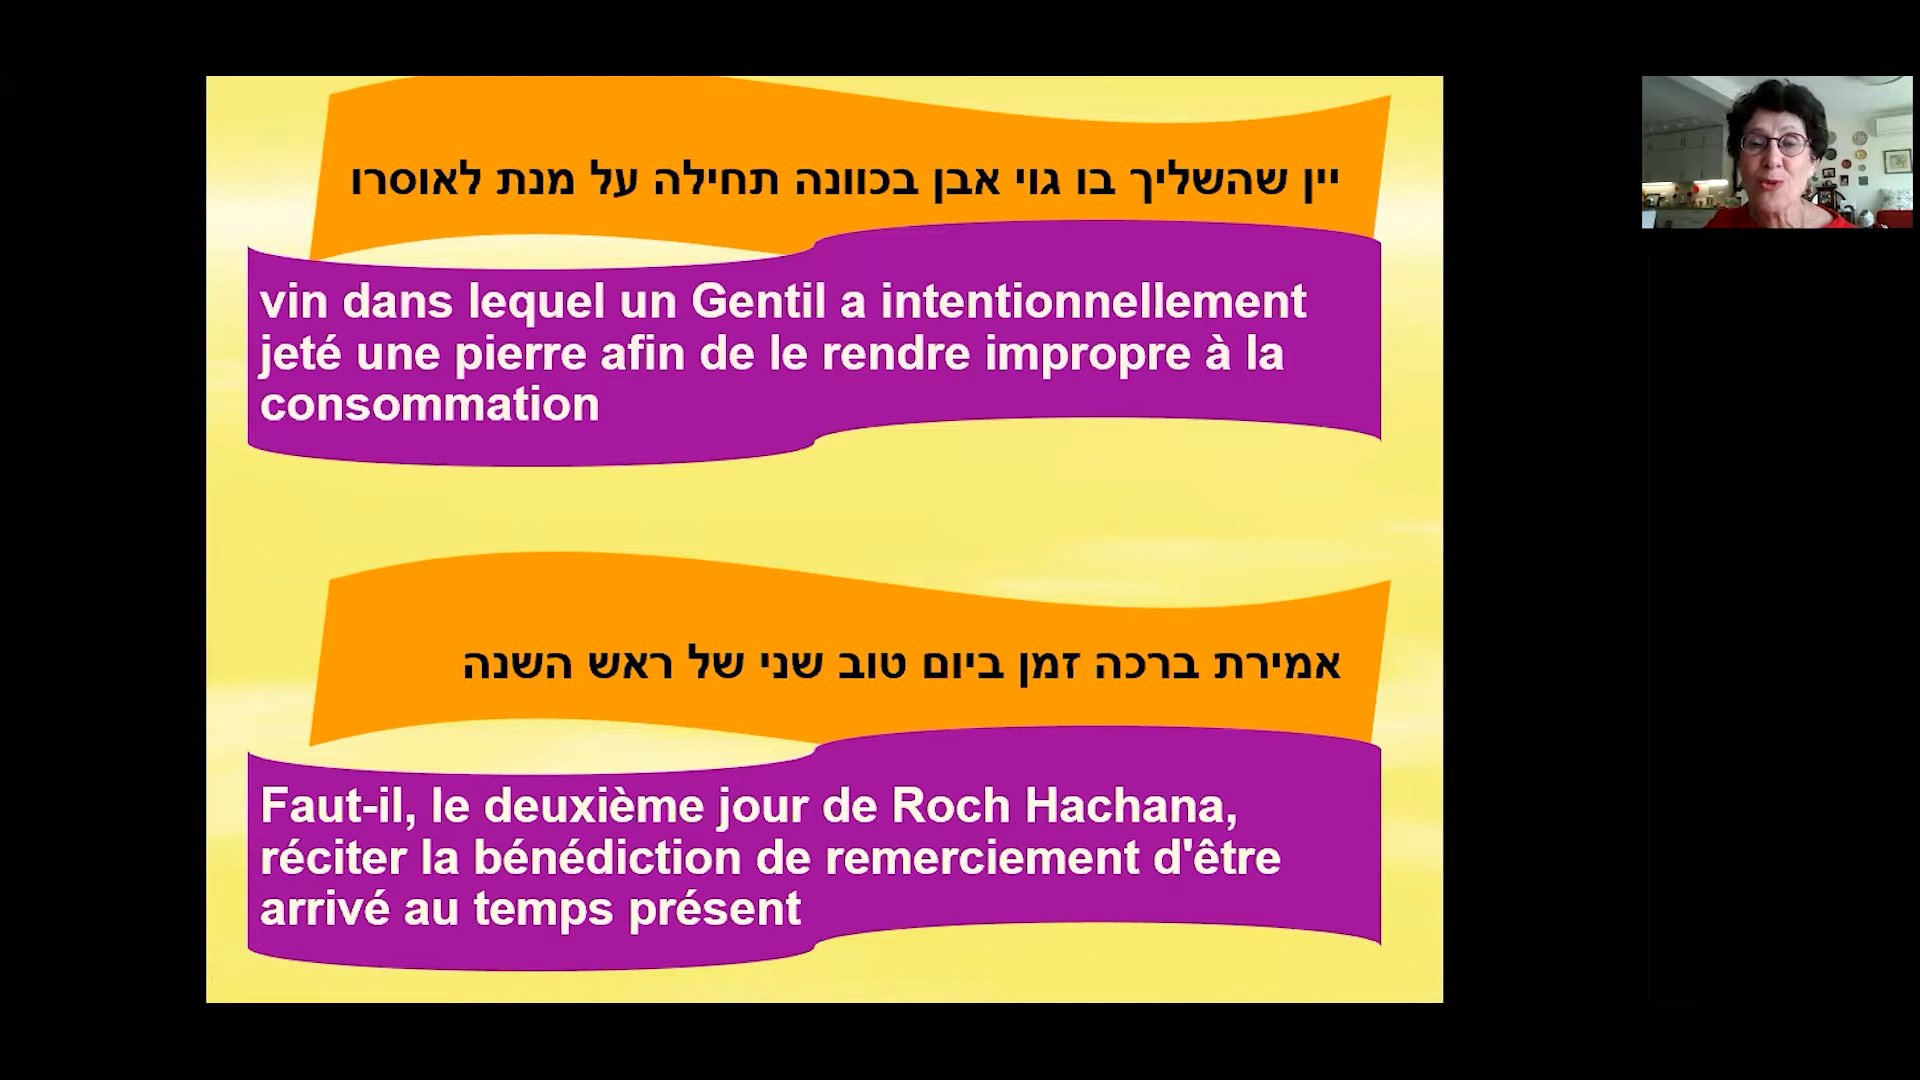 יין שהשליך בו גוי אבן בכוונה תחילה על מנת לאוסרו
vin dans lequel un Gentil a intentionnellement
jeté une pierre afin de le rendre impropre à la
consommation
אמירת ברכה זמן ביום טוב שני של ראש השנה
Faut-il, le deuxième jour de Roch Hachana,
réciter la bénédiction de remerciement d'être
arrivé au temps présent